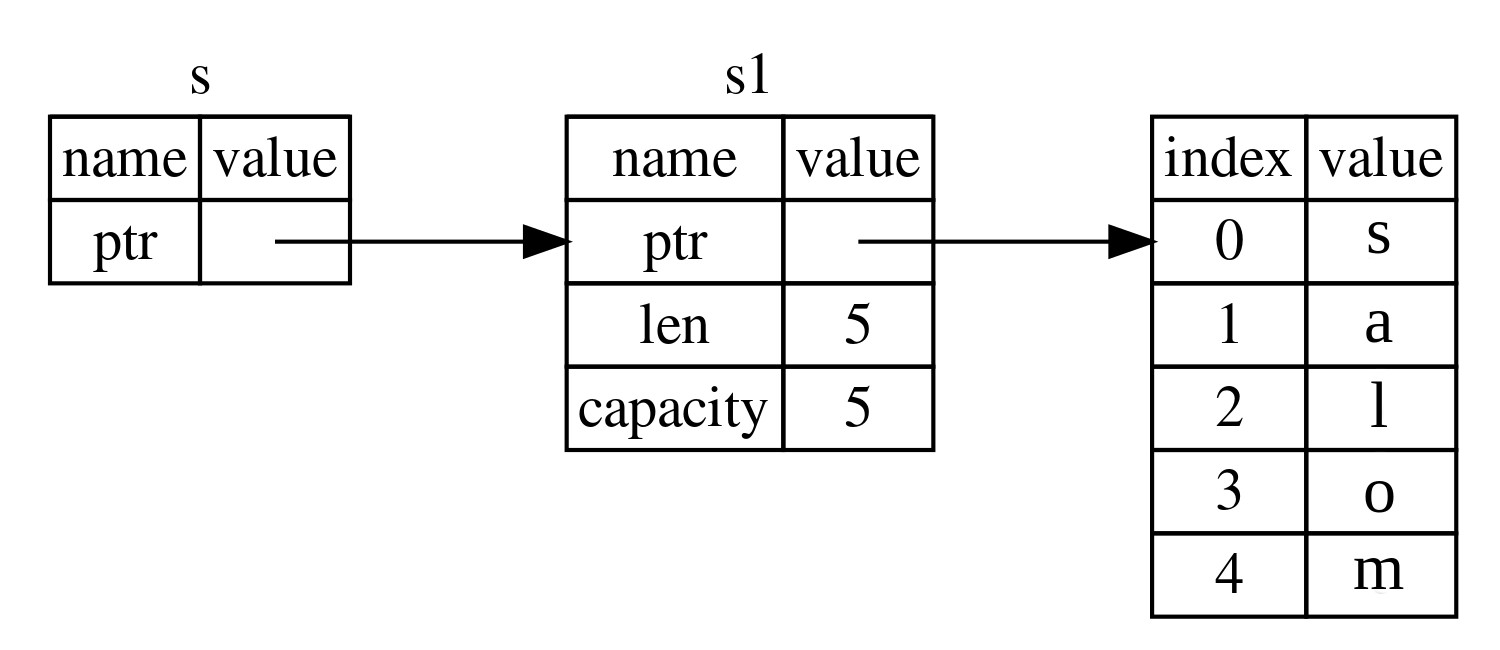 s
name value
ptr
s1
name value
ptr
len 5
capacity 5
index value
0 s
1 a
2 l
3 o
4 m